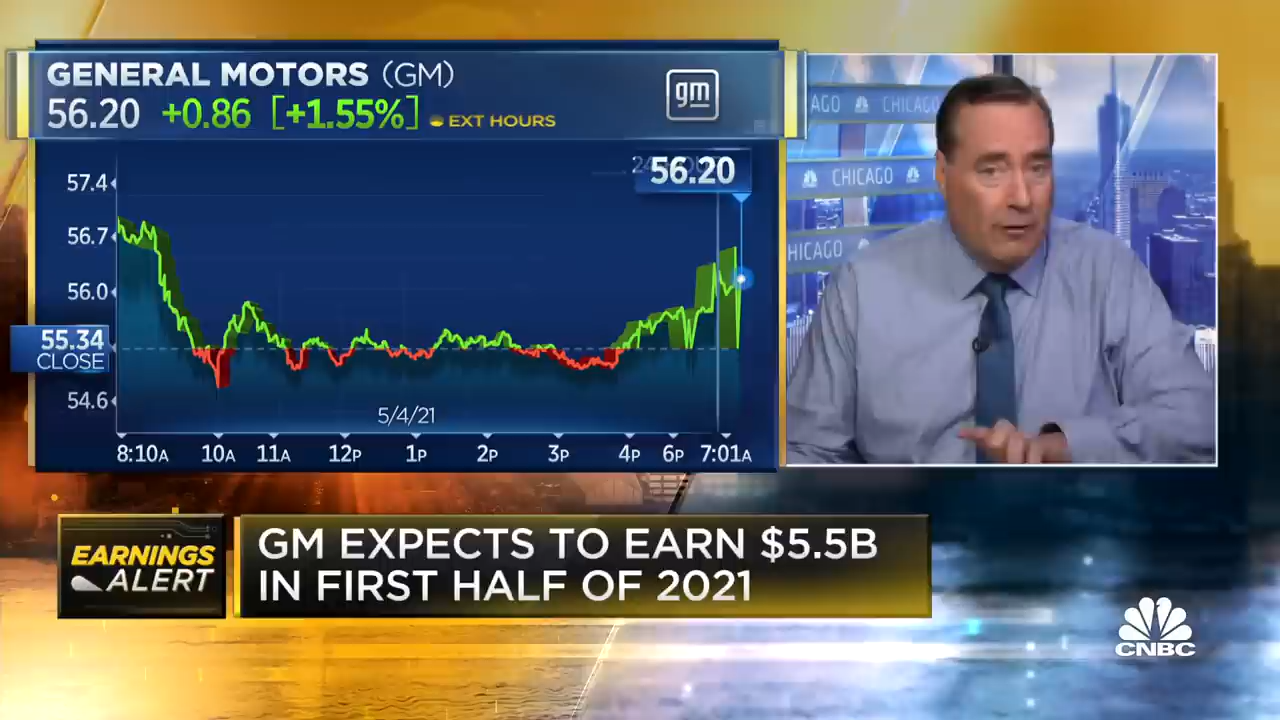 GENERAL MOTORS (GM)
56.20 +0.86 [+1.55%] EXT HOURS
gm
56.20
57.4
56.7
56.0
55.34
CLOSE
54.6
5/4/21
8:10A 10A 11A 12P 1P 2P 3P 4P 6P 7:01A
CHICAGO
CHICAGO
HICAGO
EARNINGS
ALERT
GM EXPECTS TO EARN $5.5B
IN FIRST HALF OF 2021
CNBC